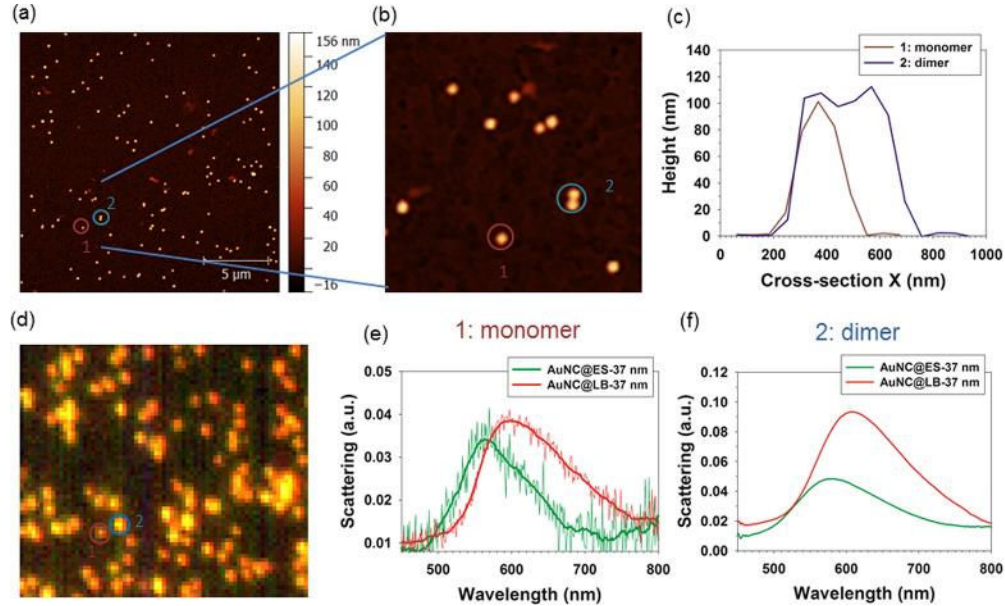 (a)
156 nm
140
120
100
80
60
40
20
−16
2
1
5 μm
(b)
2
1
(c)
140
120
100
80
60
40
20
0
Height (nm)
1: monomer
2: dimer
0 200 400 600 800 1000
Cross-section X (nm)
(d)
2
1
(e)
1: monomer
AuNC@ES-37 nm
AuNC@LB-37 nm
0.05
0.04
0.03
0.02
0.01
Scattering (a.u.)
500 600 700 800
Wavelength (nm)
(f)
2: dimer
AuNC@ES-37 nm
AuNC@LB-37 nm
0.12
0.10
0.08
0.06
0.04
0.02
0.00
Scattering (a.u.)
500 600 700 800
Wavelength (nm)